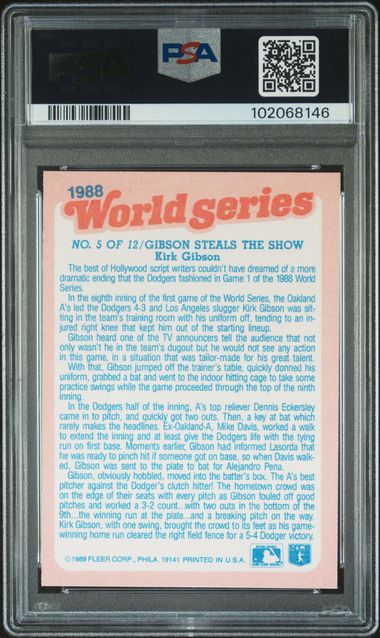 PSA
PSA
102068146
1988
World Series
NO. 5 OF 12/GIBSON STEALS THE SHOW
Kirk Gibson
The best of Hollywood script writers couldn't have dreamed of a more
dramatic ending that the Dodgers fashioned in Game 1 of the 1988 World
Series.
In the eighth inning of the first game of the World Series, the Oakland
A's led the Dodgers 4-3 and Los Angeles slugger Kirk Gibson was sit-
ting in the team's training room with his uniform off, tending to an in-
jured right knee that kept him out of the starting lineup.
Gibson heard one of the TV announcers tell the audience that not
only wasn't he in the team's dugout but he would not see any action
in this game, in a situation that was tailor-made for his great talent.
With that, Gibson jumped off the trainer's table, quickly donned his
uniform, grabbed a bat and went to the indoor hitting cage to take some
practice swings while the game proceeded through the top of the ninth
inning.
In the Dodgers half of the inning, A's top reliever Dennis Eckersley
came in to pitch, and quickly got two outs. Then, a key at bat which
rarely makes the headlines. Ex-Oakland-A, Mike Davis, worked a walk
to extend the inning and at least give the Dodgers life with the tying
run on first base. Moments earlier, Gibson had informed Lasorda that
he was ready to pinch hit if someone got on base, so when Davis walk-
ed, Gibson was sent to the plate to bat for Alejandro Pena.
Gibson, obviously hobbled, moved into the batter's box. The A's best
pitcher against the Dodger's clutch hitter! The hometown crowd was
on the edge of their seats with every pitch as Gibson fouled off good
pitches and worked a 3-2 count...with two outs in the bottom of the
9th...the winning run at the plate...and a breaking pitch on the way.
Kirk Gibson, with one swing, brought the crowd to its feet as his game-
winning home run cleared the right field fence for a 5-4 Dodger victory.
©1989 FLEER CORP., PHILA. 19141 PRINTED IN U.S.A.